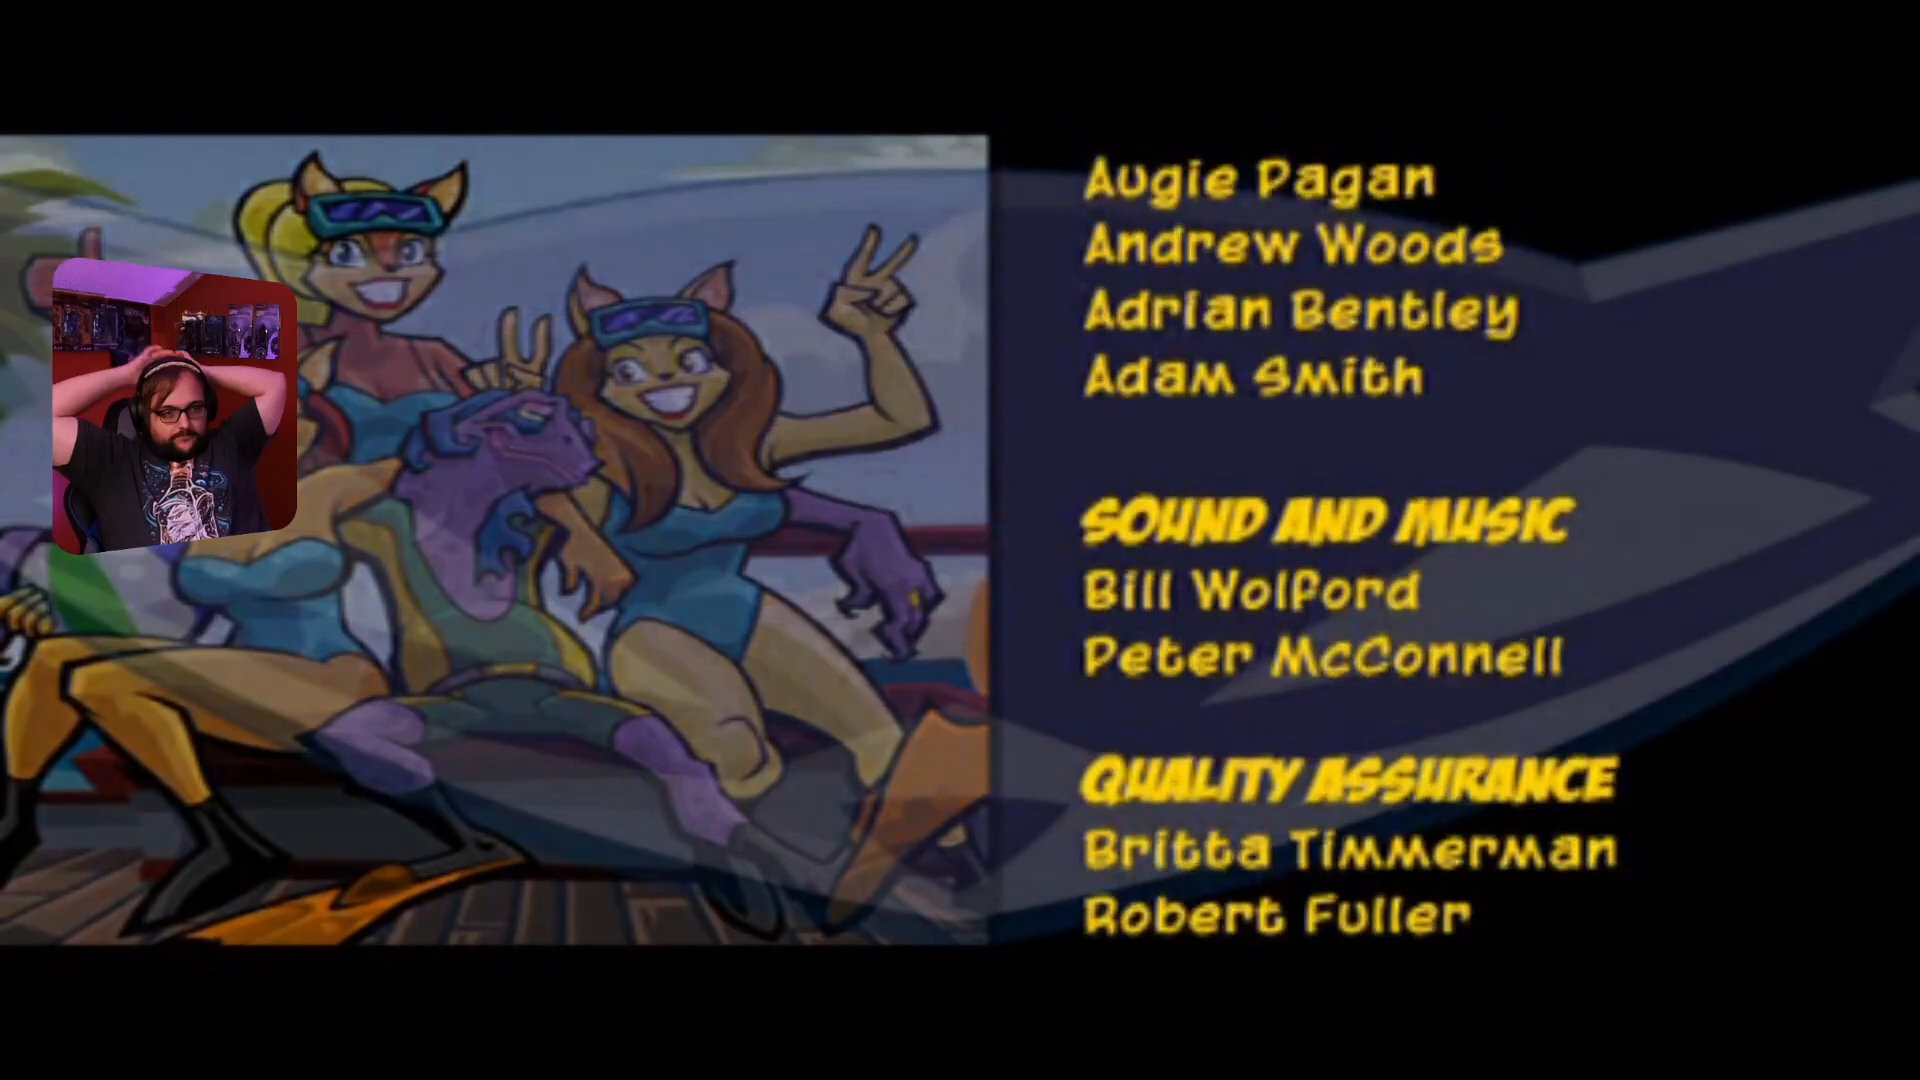 Augie Pagan
Andrew Woods
Adrian Bentley
Adam Smith
SOUND AND MUSIC
Bill Wolford
Peter McConnell
QUALITY ASSURANCE
Britta Timmerman
Robert Fuller